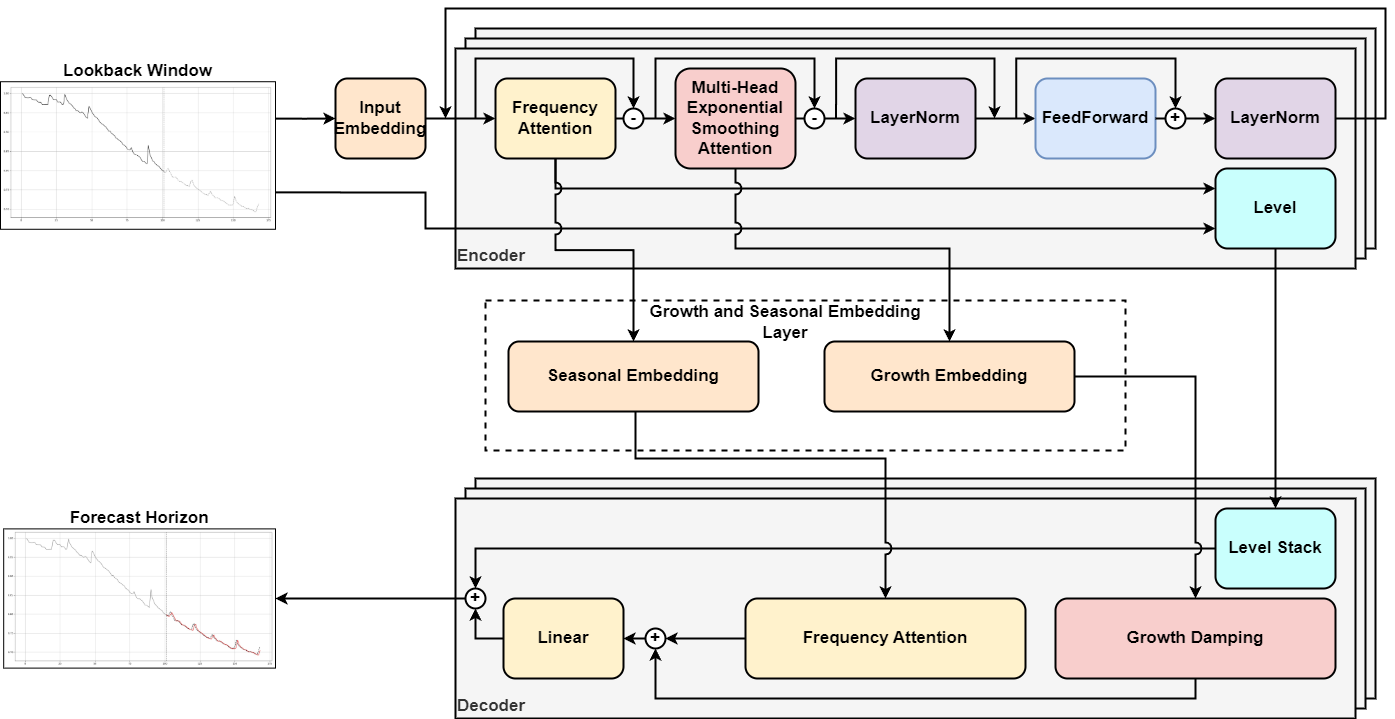 Lookback Window
Input
Embedding
Frequency
Attention
-
Multi-Head
Exponential
Smoothing
Attention
-
LayerNorm
FeedForward
+
LayerNorm
Level
Encoder
Growth and Seasonal Embedding
Layer
Seasonal Embedding
Growth Embedding
Forecast Horizon
Level Stack
+
Linear
+
Frequency Attention
Growth Damping
Decoder